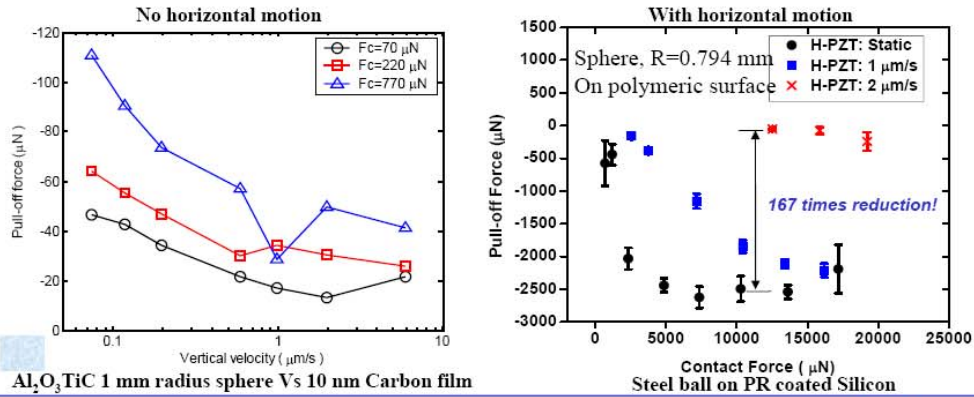 No horizontal motion
-120
-100
-80
-60
-40
-20
0
Pull-off force (μN)
Fc=70 μN
Fc=220 μN
Fc=770 μN
0.1
1
10
Vertical velocity ( μm/s )
Al₂O₃TiC 1 mm radius sphere Vs 10 nm Carbon film
With horizontal motion
1500
1000
500
0
-500
-1000
-1500
-2000
-2500
-3000
Pull-off Force (μN)
H-PZT: Static
H-PZT: 1 μm/s
H-PZT: 2 μm/s
Sphere, R=0.794 mm
On polymeric surface
167 times reduction!
0
5000
10000
15000
20000
25000
Contact Force ( μN)
Steel ball on PR coated Silicon